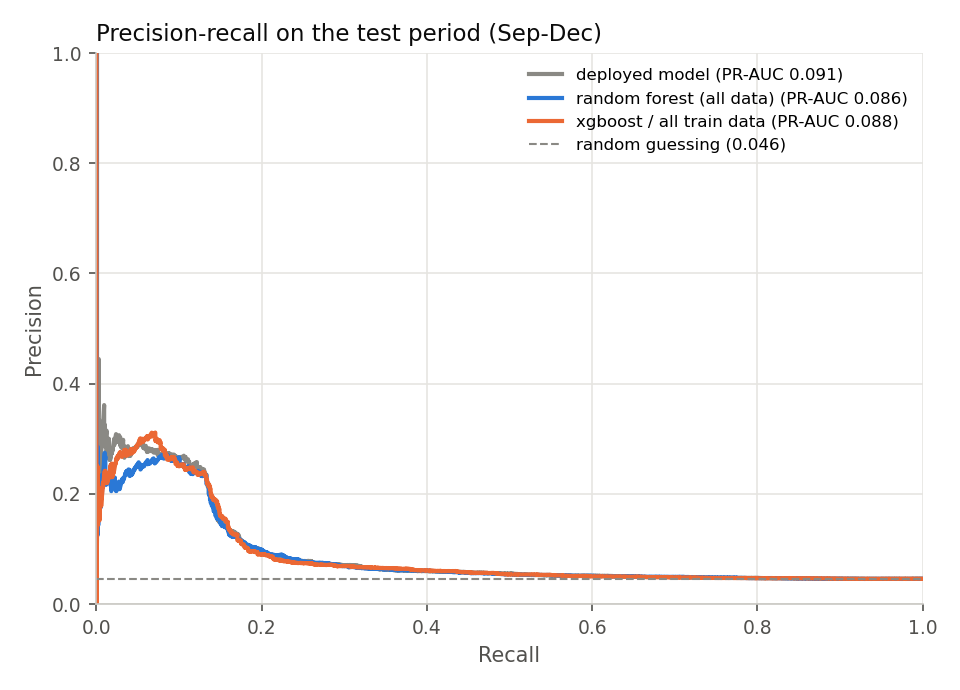 Precision-recall on the test period (Sep-Dec)
1.0
0.8
0.6
0.4
0.2
0.0
Precision
deployed model (PR-AUC 0.091)
random forest (all data) (PR-AUC 0.086)
xgboost / all train data (PR-AUC 0.088)
random guessing (0.046)
0.0 0.2 0.4 0.6 0.8 1.0
Recall